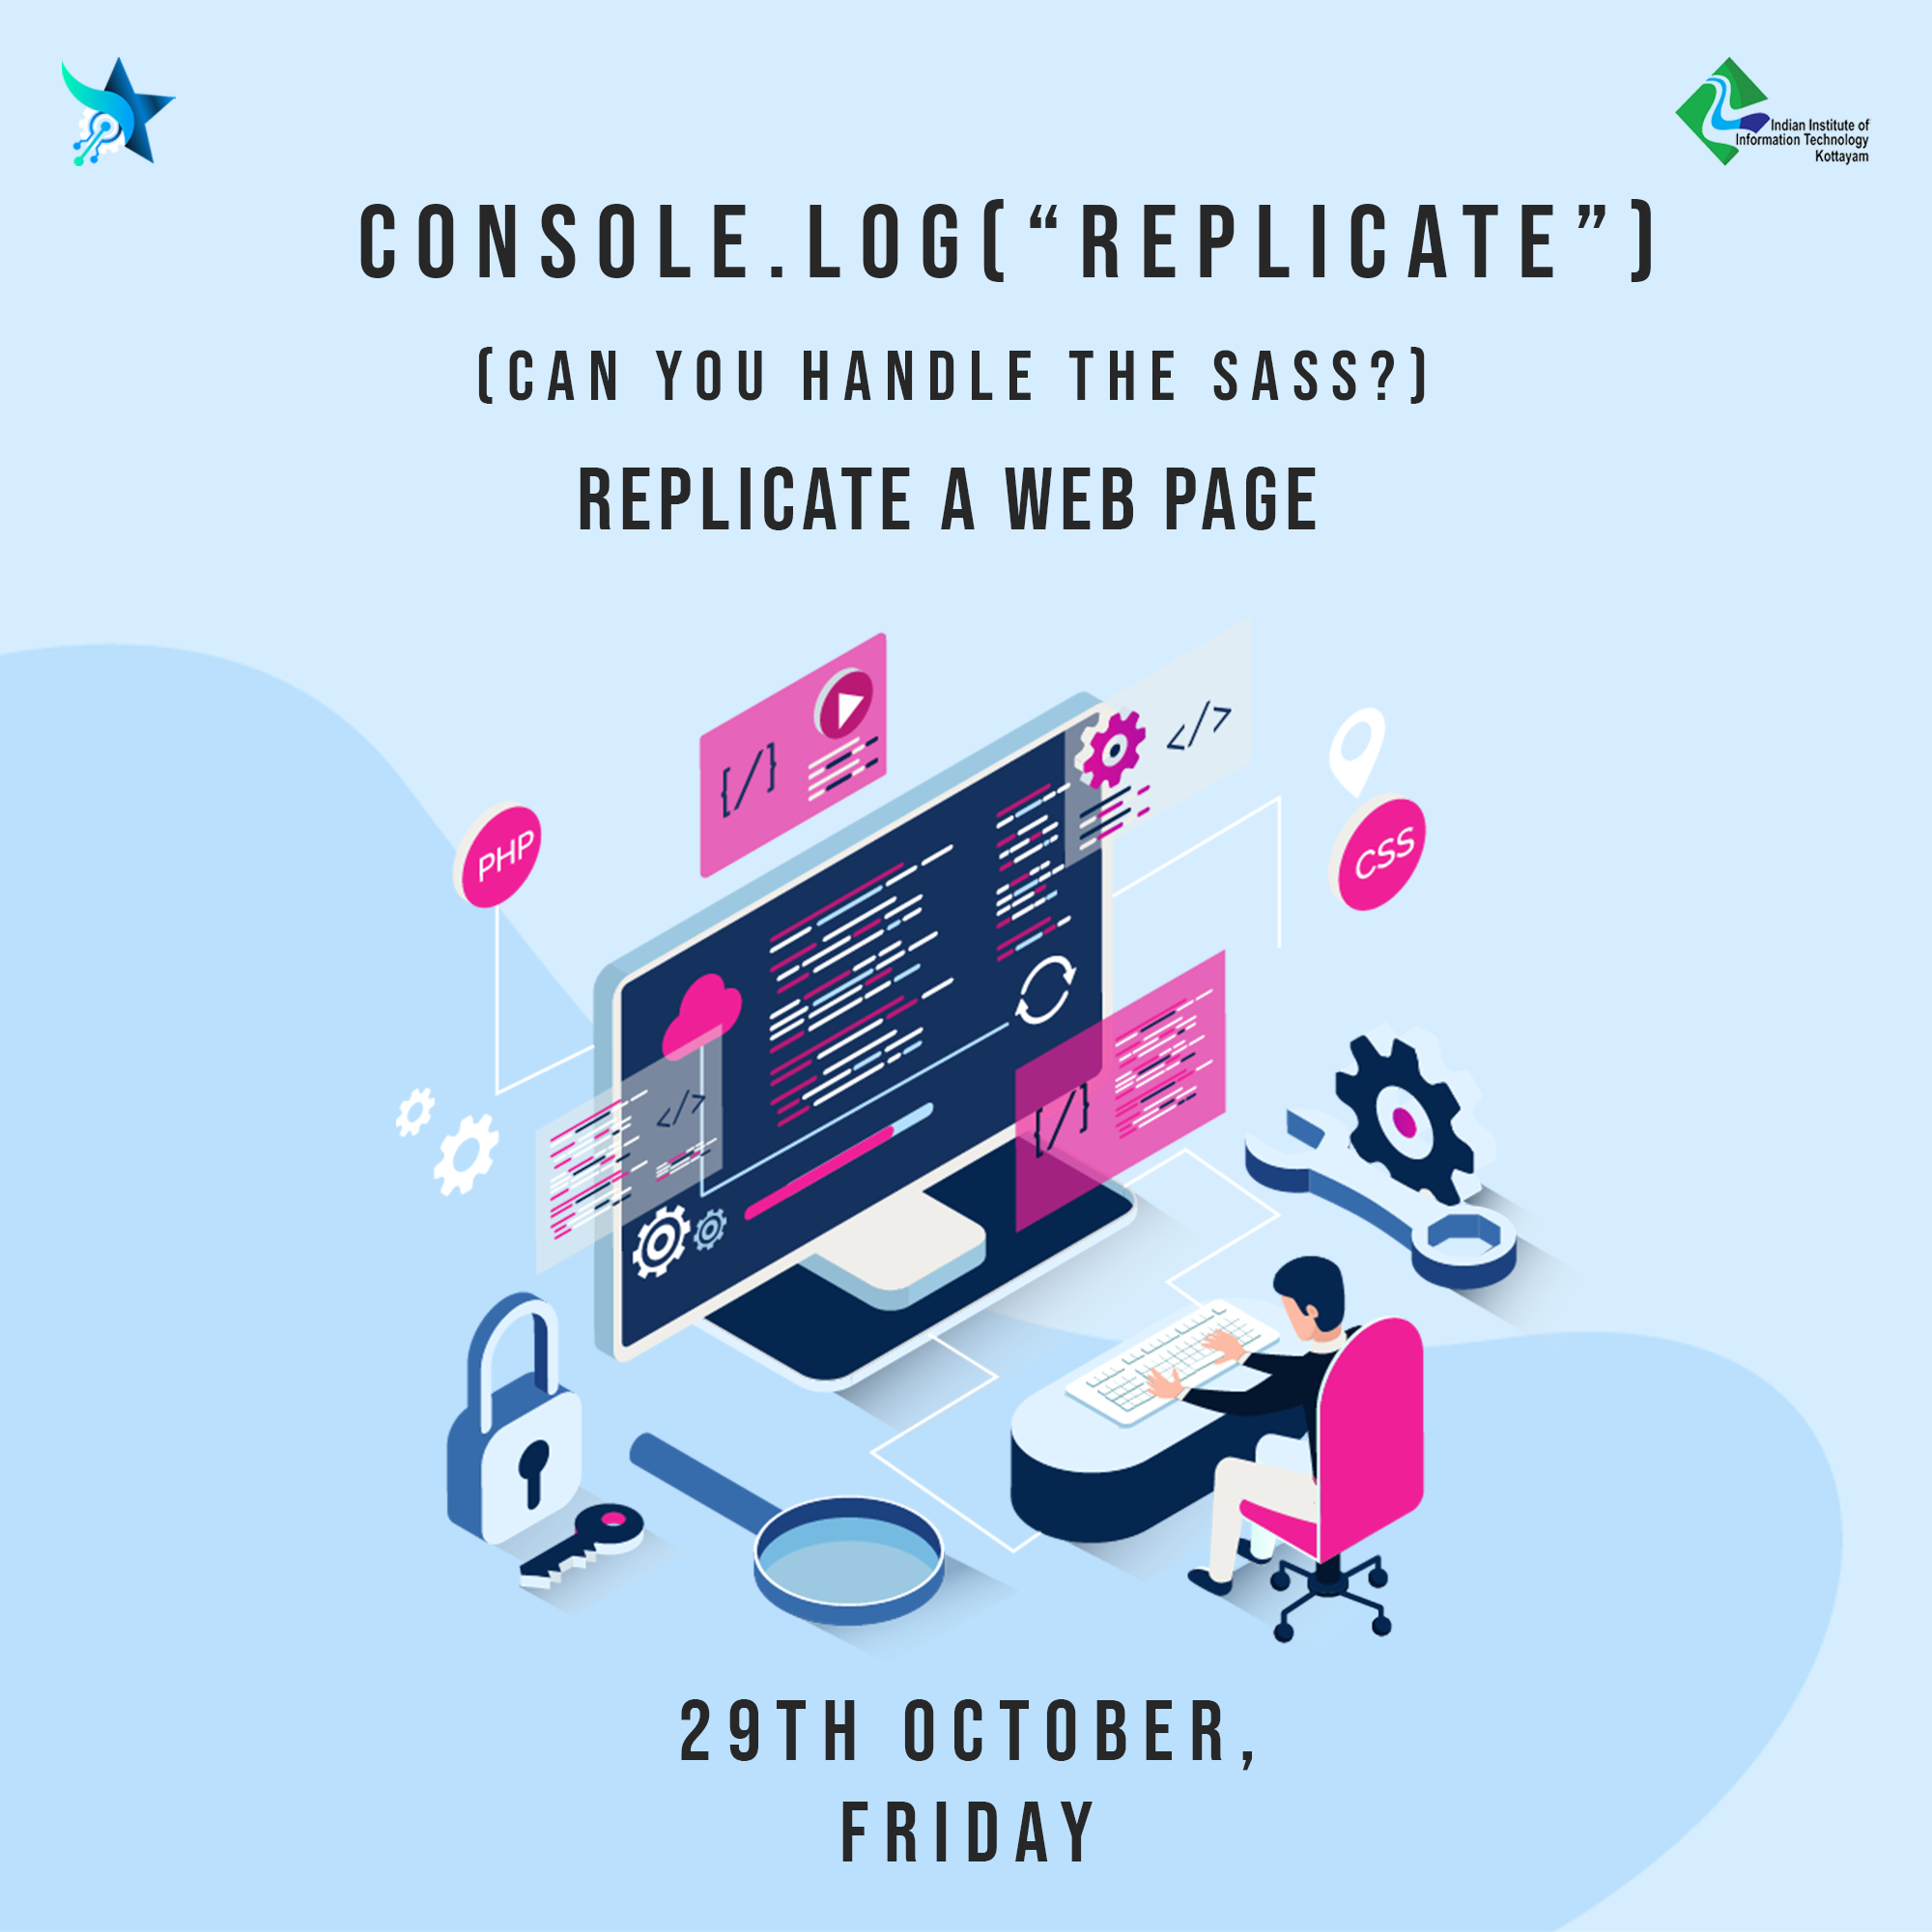 Indian Institute of
Information Technology
Kottayam
CONSOLE.LOG(“REPLICATE”)
(CAN YOU HANDLE THE SASS?)
REPLICATE A WEB PAGE
[/]
</>
PHP
CSS
</>
[/]
29TH OCTOBER,
FRIDAY